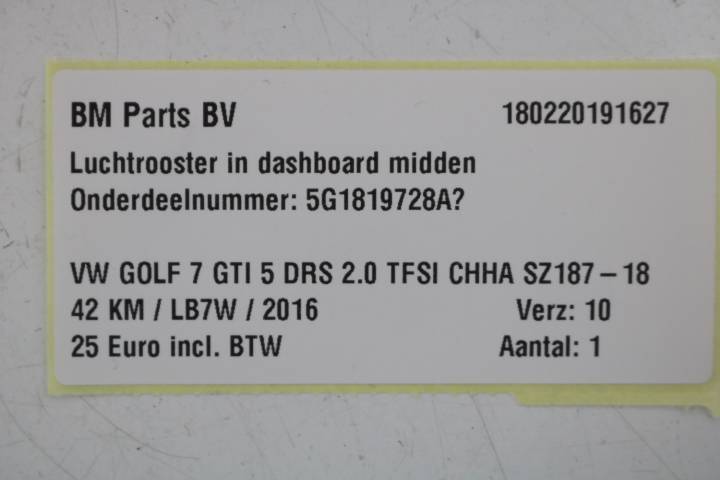 BM Parts BV 180220191627
Luchtrooster in dashboard midden
Onderdeelnummer: 5G1819728A?
VW GOLF 7 GTI 5 DRS 2.0 TFSI CHHA SZ187 – 18
42 KM / LB7W / 2016 Verz: 10
25 Euro incl. BTW Aantal: 1